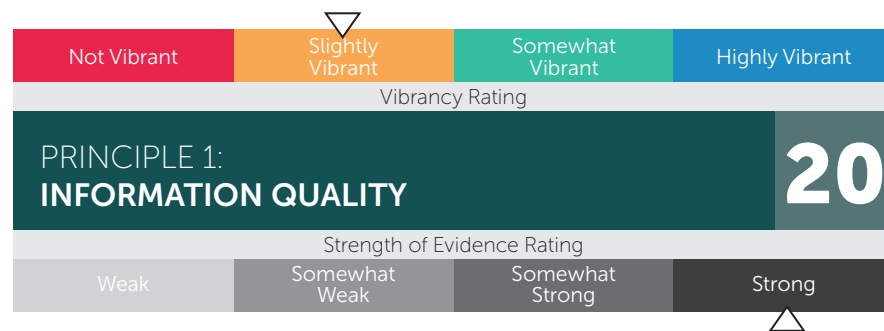 Not Vibrant
Slightly
Vibrant
Somewhat
Vibrant
Highly Vibrant
Vibrancy Rating
PRINCIPLE 1:
INFORMATION QUALITY
20
Strength of Evidence Rating
Weak
Somewhat
Weak
Somewhat
Strong
Strong